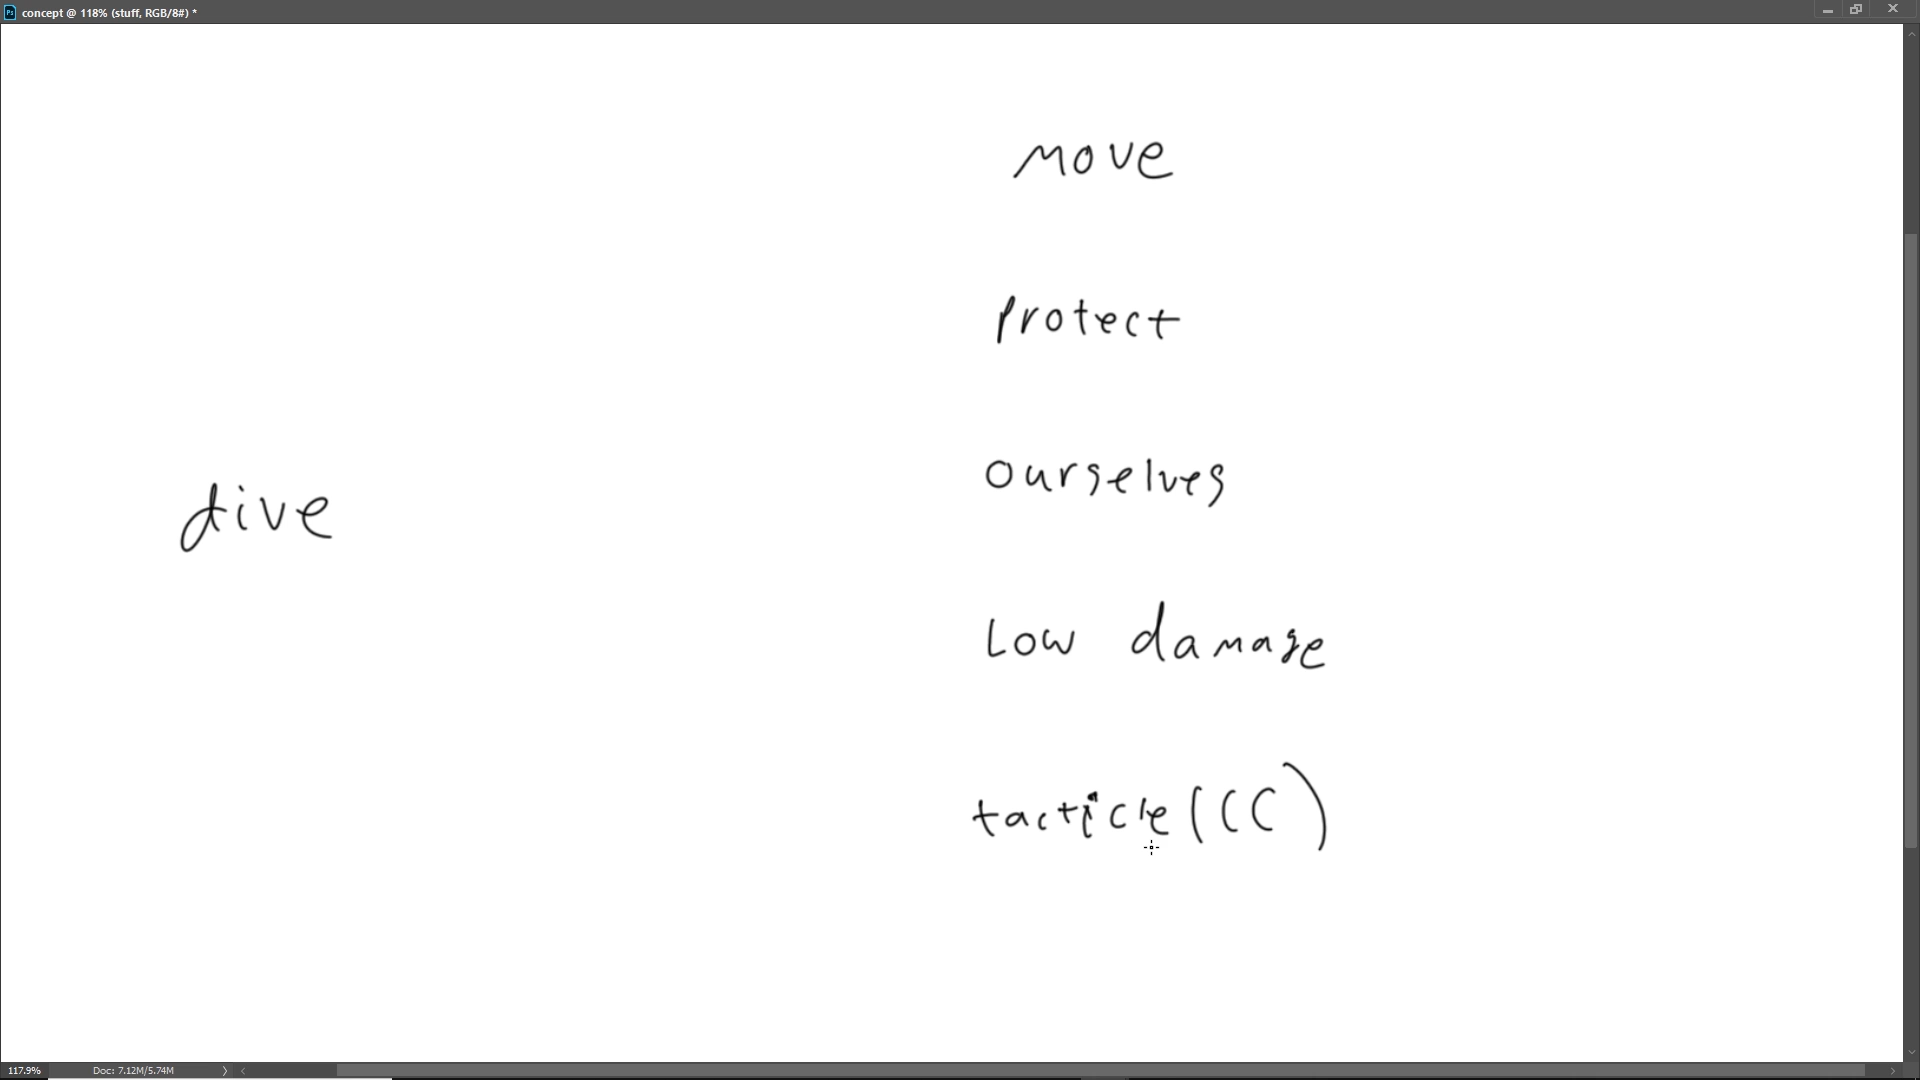 concept @ 118% (stuff, RGB/8#) *
move
protect
ourselves
dive
Low damage
tacticle (CC)
117.9%
Doc: 7.12M/5.74M